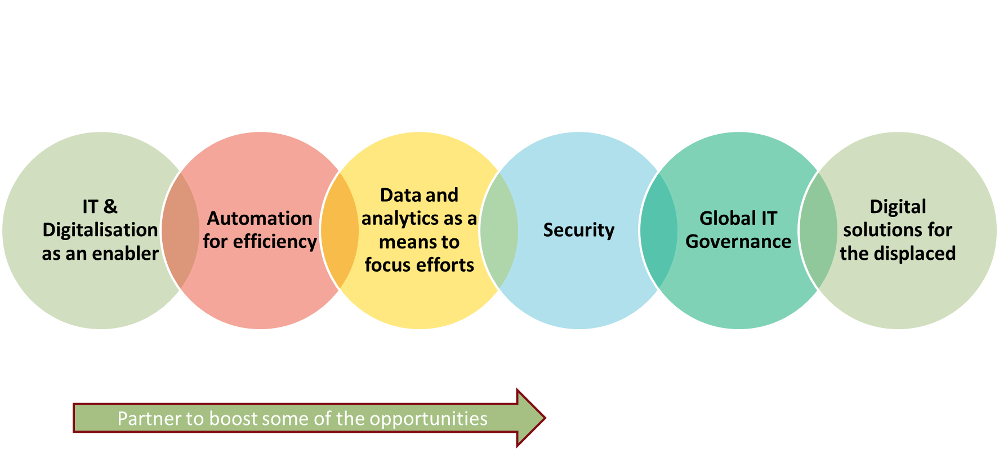 IT &
Digitalisation
as an enabler
Automation
for efficiency
Data and
analytics as a
means to
focus efforts
Security
Global IT
Governance
Digital
solutions for
the displaced
Partner to boost some of the opportunities